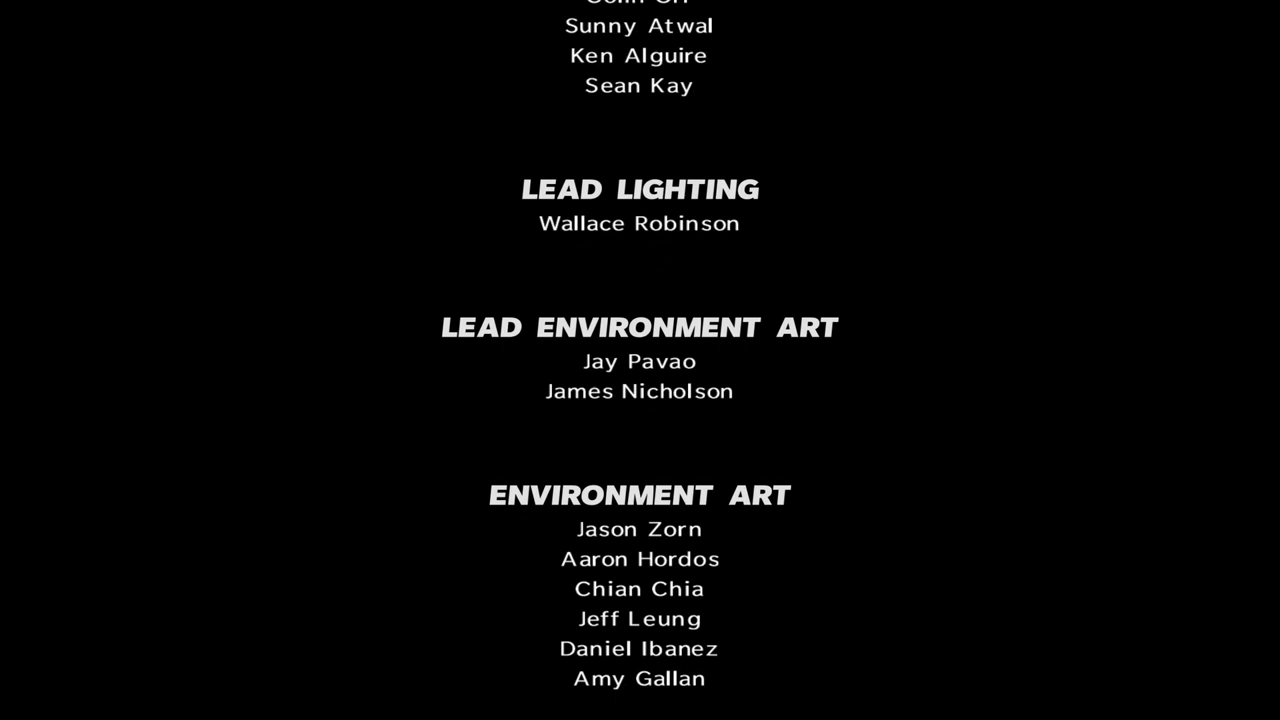 Sunny Atwal
Ken Alguire
Sean Kay
LEAD LIGHTING
Wallace Robinson
LEAD ENVIRONMENT ART
Jay Pavao
James Nicholson
ENVIRONMENT ART
Jason Zorn
Aaron Hordos
Chian Chia
Jeff Leung
Daniel Ibanez
Amy Gallan